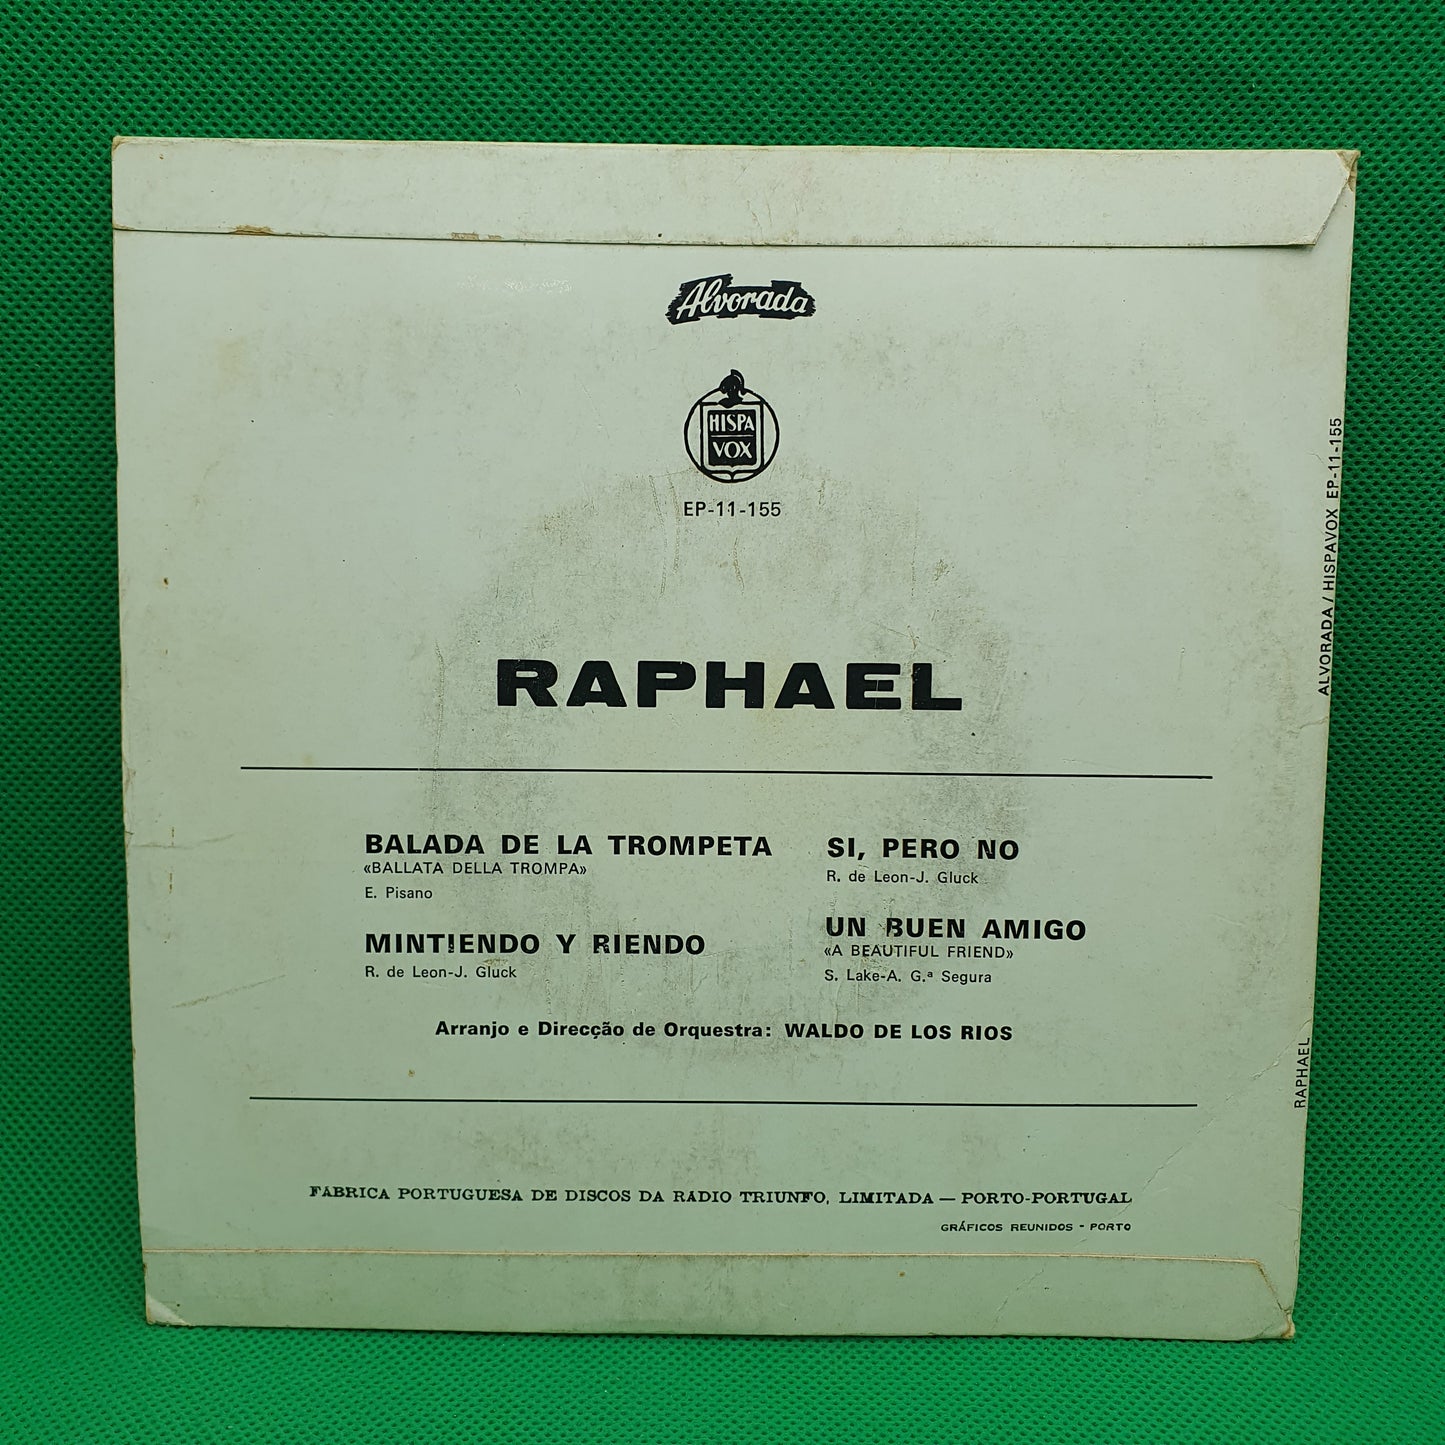 Alvorada
HISPA
VOX
EP-11-155
RAPHAEL
BALADA DE LA TROMPETA
«BALLATA DELLA TROMPA»
E. Pisano
MINTIENDO Y RIENDO
R. de Leon-J. Gluck
SI, PERO NO
R. de Leon-J. Gluck
UN BUEN AMIGO
«A BEAUTIFUL FRIEND»
S. Lake-A. G.ª Segura
Arranjo e Direcção de Orquestra: WALDO DE LOS RIOS
FÁBRICA PORTUGUESA DE DISCOS DA RÁDIO TRIUNFO, LIMITADA — PORTO-PORTUGAL
GRÁFICOS REUNIDOS - PORTO
ALVORADA / HISPAVOX EP-11-155
RAPHAEL